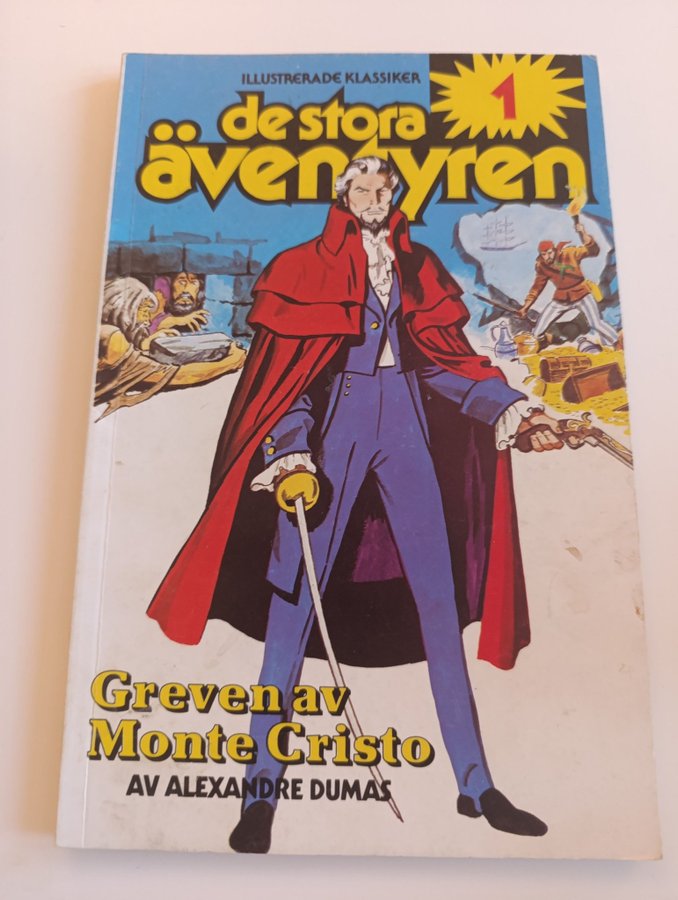 ILLUSTRERADE KLASSIKER
1
de stora
äventyren
Greven av
Monte Cristo
AV ALEXANDRE DUMAS